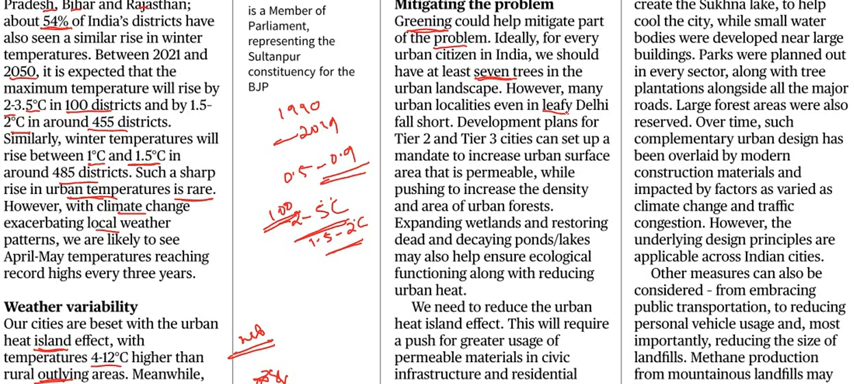 Pradesh, Bihar and Rajasthan;
about 54% of India's districts have
also seen a similar rise in winter
temperatures. Between 2021 and
2050, it is expected that the
maximum temperature will rise by
2-3.5°C in 100 districts and by 1.5-
2°C in around 455 districts.
Similarly, winter temperatures will
rise between 1°C and 1.5°C in
around 485 districts. Such a sharp
rise in urban temperatures is rare.
However, with climate change
exacerbating local weather
patterns, we are likely to see
April-May temperatures reaching
record highs every three years.
Weather variability
Our cities are beset with the urban
heat island effect, with
temperatures 4-12°C higher than
rural outlying areas. Meanwhile,
is a Member of
Parliament,
representing the
Sultanpur
constituency for the
BJP
1990
- 2019
0.5 - 0.9
100 2-5°C
1.5-2°C
Mitigating the problem
Greening could help mitigate part
of the problem. Ideally, for every
urban citizen in India, we should
have at least seven trees in the
urban landscape. However, many
urban localities even in leafy Delhi
fall short. Development plans for
Tier 2 and Tier 3 cities can set up a
mandate to increase urban surface
area that is permeable, while
pushing to increase the density
and area of urban forests.
Expanding wetlands and restoring
dead and decaying ponds/lakes
may also help ensure ecological
functioning along with reducing
urban heat.
We need to reduce the urban
heat island effect. This will require
a push for greater usage of
permeable materials in civic
infrastructure and residential
create the Sukhna lake, to help
cool the city, while small water
bodies were developed near large
buildings. Parks were planned out
in every sector, along with tree
plantations alongside all the major
roads. Large forest areas were also
reserved. Over time, such
complementary urban design has
been overlaid by modern
construction materials and
impacted by factors as varied as
climate change and traffic
congestion. However, the
underlying design principles are
applicable across Indian cities.
Other measures can also be
considered - from embracing
public transportation, to reducing
personal vehicle usage and, most
importantly, reducing the size of
landfills. Methane production
from mountainous landfills may